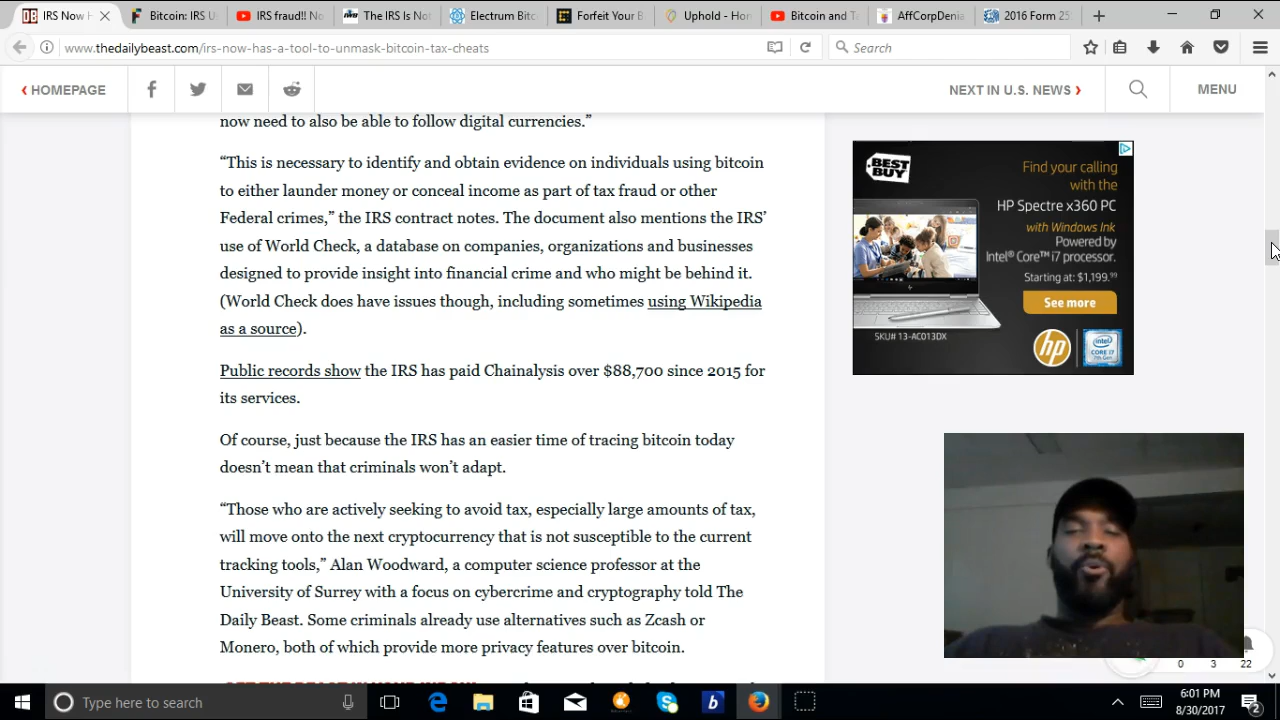 IRS Now H
Bitcoin: IRS U
IRS fraud!! No
The IRS Is Not
Electrum Bitc
Forfeit Your B
Uphold - Hom
Bitcoin and T
AffCorpDenia
2016 Form 25
www.thedailybeast.com/irs-now-has-a-tool-to-unmask-bitcoin-tax-cheats
Search
HOMEPAGE
NEXT IN U.S. NEWS
MENU
now need to also be able to follow digital currencies.”
“This is necessary to identify and obtain evidence on individuals using bitcoin
to either launder money or conceal income as part of tax fraud or other
Federal crimes,” the IRS contract notes. The document also mentions the IRS’
use of World Check, a database on companies, organizations and businesses
designed to provide insight into financial crime and who might be behind it.
(World Check does have issues though, including sometimes using Wikipedia
as a source).
Public records show the IRS has paid Chainalysis over $88,700 since 2015 for
its services.
Of course, just because the IRS has an easier time of tracing bitcoin today
doesn’t mean that criminals won’t adapt.
“Those who are actively seeking to avoid tax, especially large amounts of tax,
will move onto the next cryptocurrency that is not susceptible to the current
tracking tools,” Alan Woodward, a computer science professor at the
University of Surrey with a focus on cybercrime and cryptography told The
Daily Beast. Some criminals already use alternatives such as Zcash or
Monero, both of which provide more privacy features over bitcoin.
BEST
BUY
Find your calling
with the
HP Spectre x360 PC
with Windows Ink
Powered by
Intel® Core™ i7 processor.
Starting at: $1,199.99
See more
SKU# 13-AC013DX
hp
intel
CORE i7
0 3 22
Type here to search
6:01 PM
8/30/2017
2